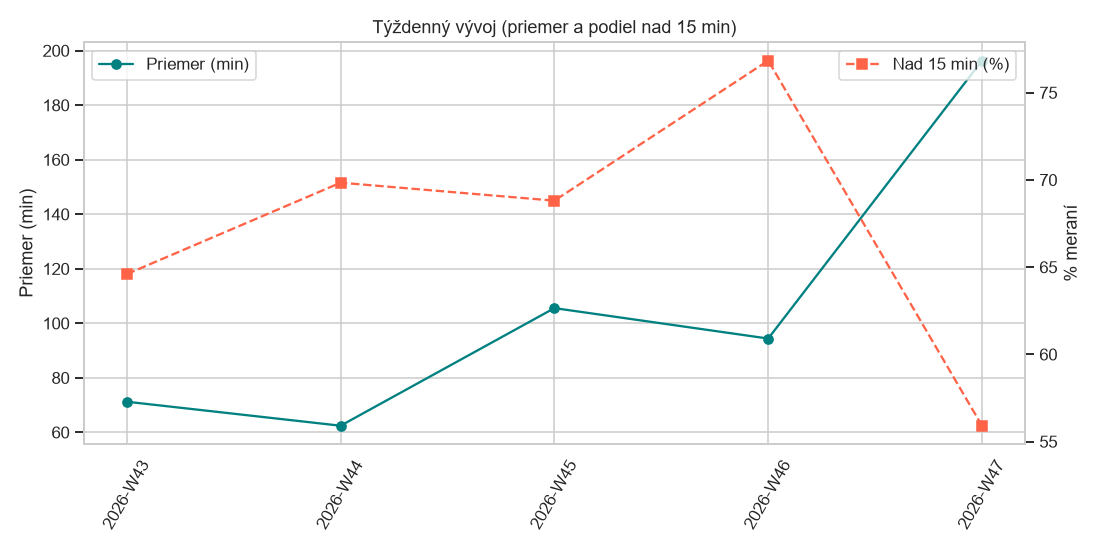 Týždenný vývoj (priemer a podiel nad 15 min)
Priemer (min)
Nad 15 min (%)
200
180
160
140
120
100
80
60
Priemer (min)
75
70
65
60
55
% meraní
2026-W43
2026-W44
2026-W45
2026-W46
2026-W47